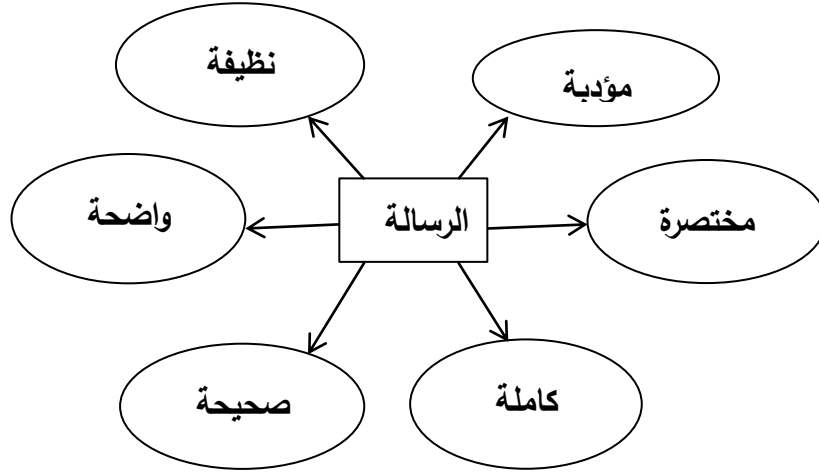 مؤدبة
نظيفة
مختصرة
الرسالة
واضحة
كاملة
صحيحة